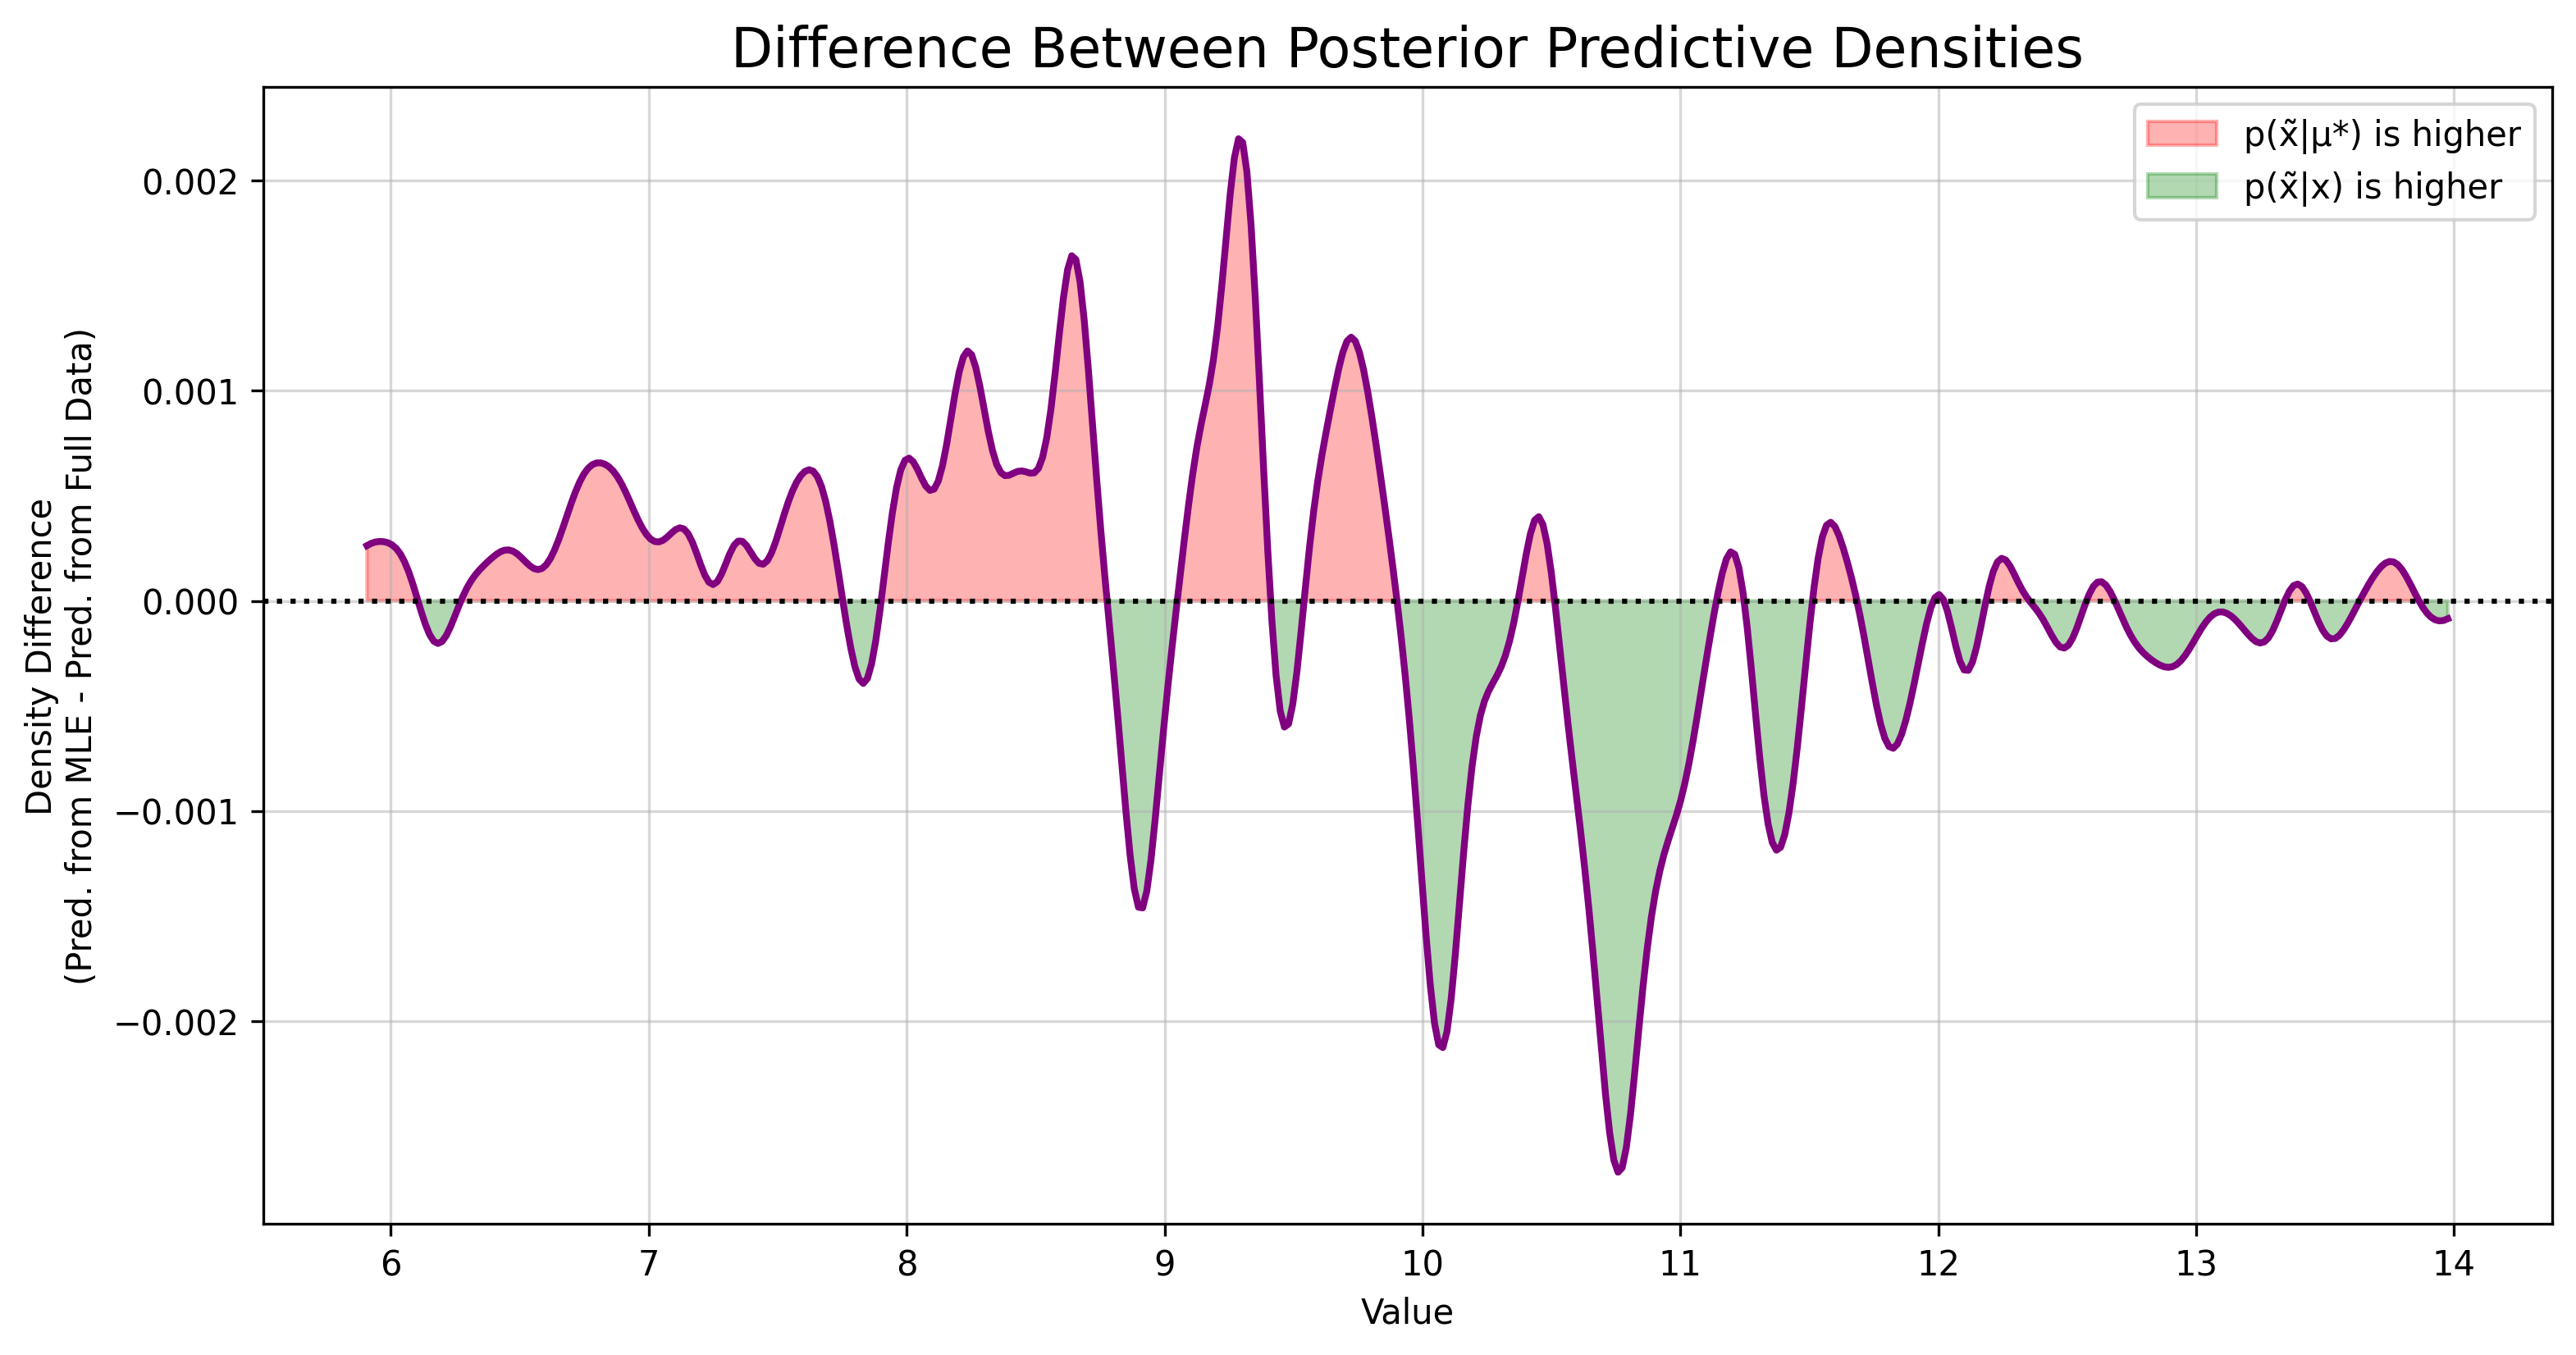 Difference Between Posterior Predictive Densities
p(x̃|μ*) is higher
p(x̃|x) is higher
Density Difference
(Pred. from MLE - Pred. from Full Data)
0.002
0.001
0.000
−0.001
−0.002
6 7 8 9 10 11 12 13 14
Value